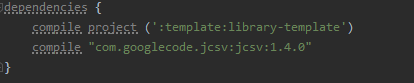 dependencies {
    compile project (':template:library-template')
    compile "com.googlecode.jcsv:jcsv:1.4.0"
}